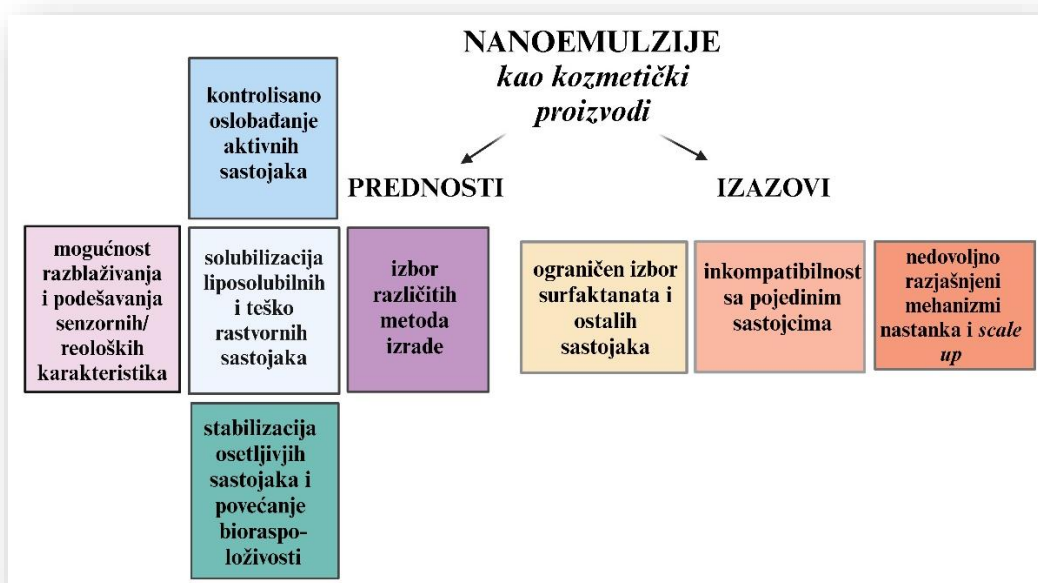 NANOEMULZIJE
kao kozmetički
proizvodi
PREDNOSTI
IZAZOVI
kontrolisano
oslobađanje
aktivnih
sastojaka
mogućnost
razblaživanja
i podešavanja
senzornih/
reoloških
karakteristika
solubilizacija
liposolubilnih
i teško
rastvornih
sastojaka
izbor
različitih
metoda
izrade
stabilizacija
osetljivjih
sastojaka i
povećanje
bioraspo-
loživosti
ograničen izbor
surfaktanata i
ostalih
sastojaka
inkompatibilnost
sa pojedinim
sastojcima
nedovoljno
razjašnjeni
mehanizmi
nastanka i scale
up